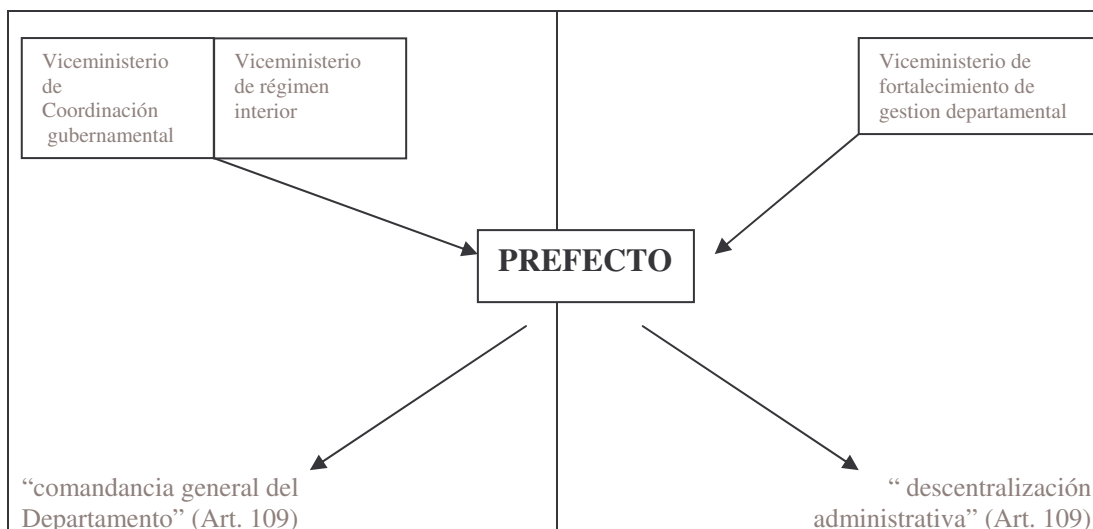 Viceministerio
de
Coordinación
gubernamental
Viceministerio
de régimen
interior
Viceministerio de
fortalecimiento de
gestion departamental
PREFECTO
“comandancia general del
Departamento” (Art. 109)
“ descentralización
administrativa” (Art. 109)